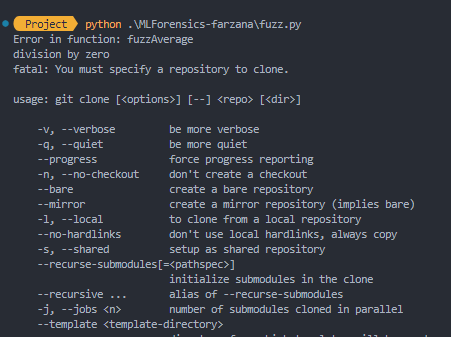 Project python .\MLForensics-farzana\fuzz.py
Error in function: fuzzAverage
division by zero
fatal: You must specify a repository to clone.
usage: git clone [<options>] [--] <repo> [<dir>]
-v, --verbose be more verbose
-q, --quiet be more quiet
--progress force progress reporting
-n, --no-checkout don't create a checkout
--bare create a bare repository
--mirror create a mirror repository (implies bare)
-l, --local to clone from a local repository
--no-hardlinks don't use local hardlinks, always copy
-s, --shared setup as shared repository
--recurse-submodules[=<pathspec>]
initialize submodules in the clone
--recursive ... alias of --recurse-submodules
-j, --jobs <n> number of submodules cloned in parallel
--template <template-directory>